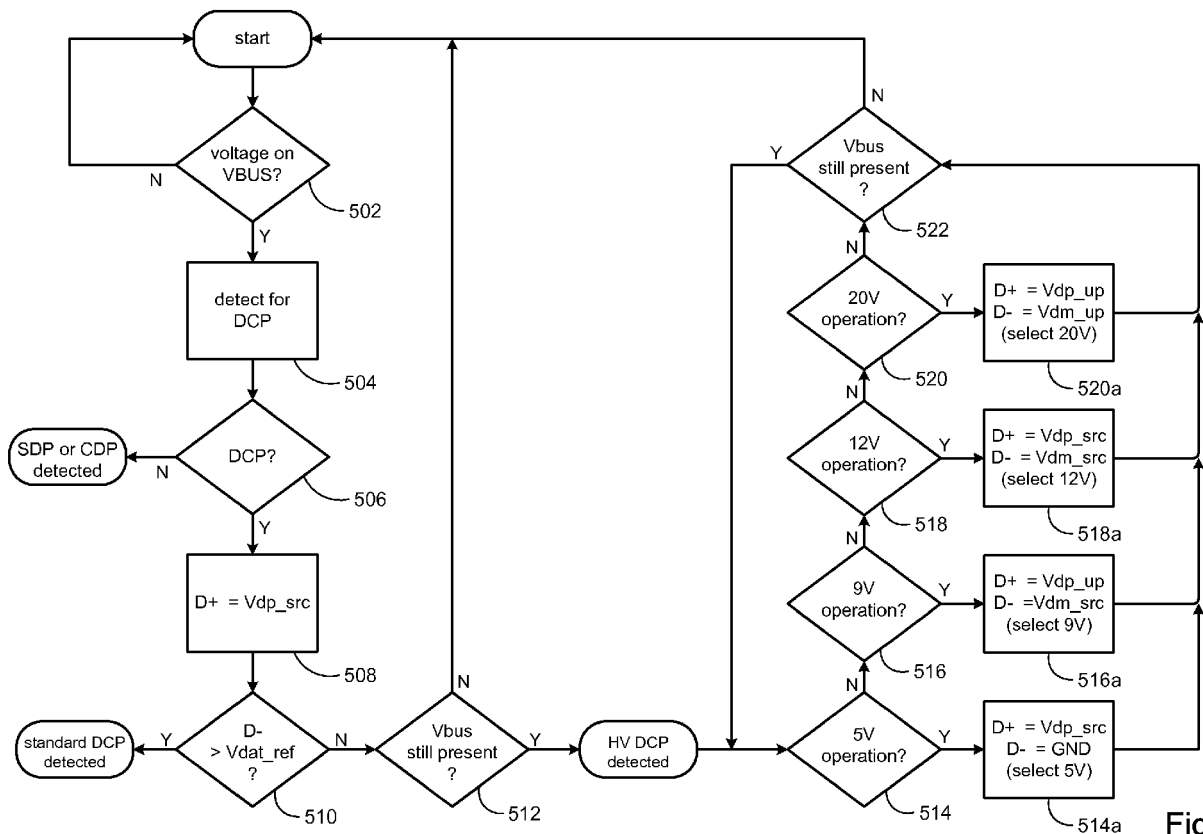 start
voltage on
VBUS?
N
502
Y
detect for
DCP
504
DCP?
N
506
SDP or CDP
detected
Y
D+ = Vdp_src
508
D-
> Vdat_ref
?
Y
N
510
standard DCP
detected
Vbus
still present
?
N
Y
512
HV DCP
detected
5V
operation?
N
Y
514
D+ = Vdp_src
D- = GND
(select 5V)
514a
9V
operation?
N
Y
516
D+ = Vdp_up
D- =Vdm_src
(select 9V)
516a
12V
operation?
N
Y
518
D+ = Vdp_src
D- = Vdm_src
(select 12V)
518a
20V
operation?
N
Y
520
D+ = Vdp_up
D- = Vdm_up
(select 20V)
520a
Vbus
still present
?
N
Y
522